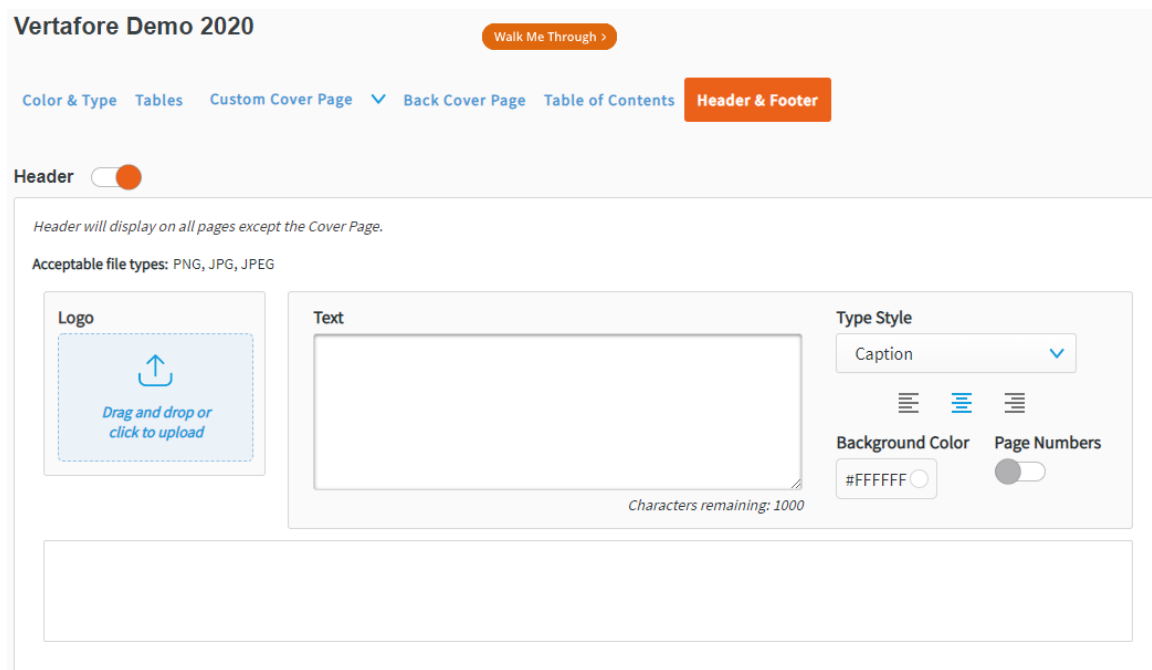 Vertafore Demo 2020
Walk Me Through >
Color & Type Tables Custom Cover Page Back Cover Page Table of Contents Header & Footer
Header
Header will display on all pages except the Cover Page.
Acceptable file types: PNG, JPG, JPEG
Logo
Drag and drop or
click to upload
Text
Characters remaining: 1000
Type Style
Caption
Background Color Page Numbers
#FFFFFF